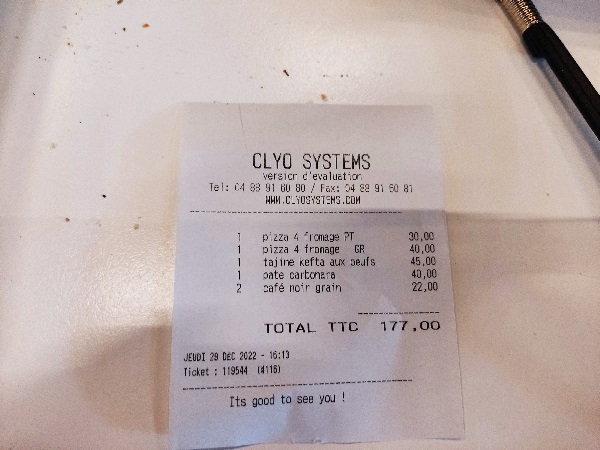 CLYO SYSTEMS
version d'evaluation
Tel: 04 88 91 60 80 / Fax: 04 88 91 60 81
WWW.CLYOSYSTEMS.COM
1 pizza 4 fromage PT 30,00
1 pizza 4 fromage GR 40,00
1 tajine kefta aux oeufs 45,00
1 pate carbonara 40,00
2 café noir grain 22,00
TOTAL TTC 177,00
JEUDI 29 DEC 2022 - 16:13
Ticket : 119544 (#116)
Its good to see you !